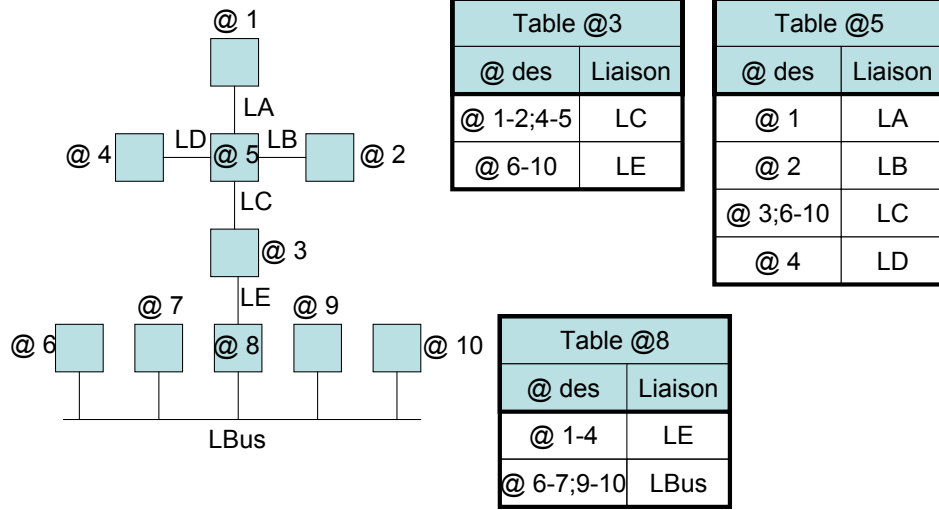 @ 1
LA
@ 4
LD
@ 5
LB
@ 2
LC
@ 3
LE
@ 7
@ 9
@ 6
@ 8
@ 10
LBus
Table @3
@ des Liaison
@ 1-2;4-5 LC
@ 6-10 LE
Table @5
@ des Liaison
@ 1 LA
@ 2 LB
@ 3;6-10 LC
@ 4 LD
Table @8
@ des Liaison
@ 1-4 LE
@ 6-7;9-10 LBus